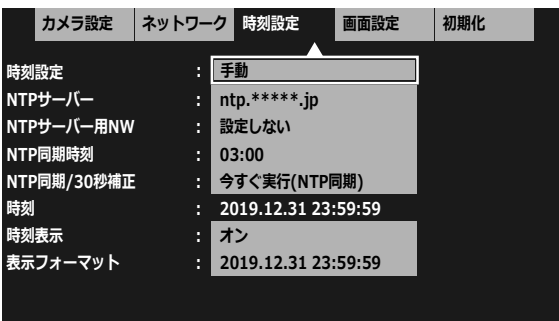 カメラ設定 ネットワーク 時刻設定 画面設定 初期化
時刻設定 : 手動
NTPサーバー : ntp.*****.jp
NTPサーバー用NW : 設定しない
NTP同期時刻 : 03:00
NTP同期/30秒補正 : 今すぐ実行(NTP同期)
時刻 : 2019.12.31 23:59:59
時刻表示 : オン
表示フォーマット : 2019.12.31 23:59:59